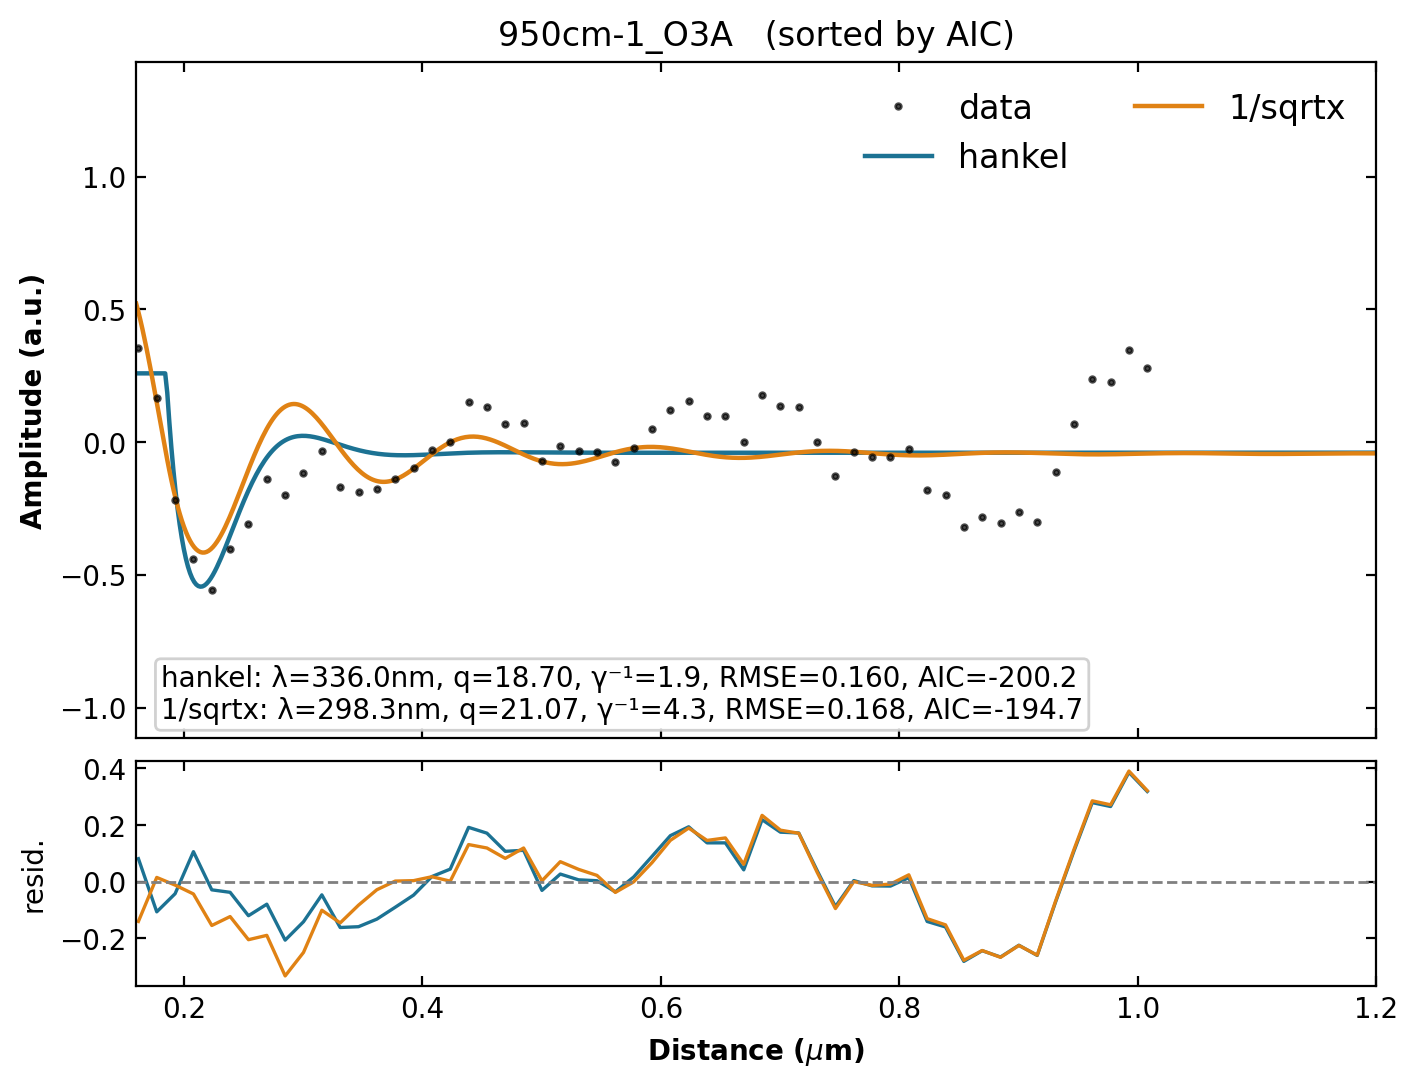 950cm-1_O3A   (sorted by AIC)
data
hankel
1/sqrtx
Amplitude (a.u.)
1.0
0.5
0.0
−0.5
−1.0
hankel: λ=336.0nm, q=18.70, γ⁻¹=1.9, RMSE=0.160, AIC=-200.2
1/sqrtx: λ=298.3nm, q=21.07, γ⁻¹=4.3, RMSE=0.168, AIC=-194.7
resid.
0.4
0.2
0.0
−0.2
0.2 0.4 0.6 0.8 1.0 1.2
Distance (μm)